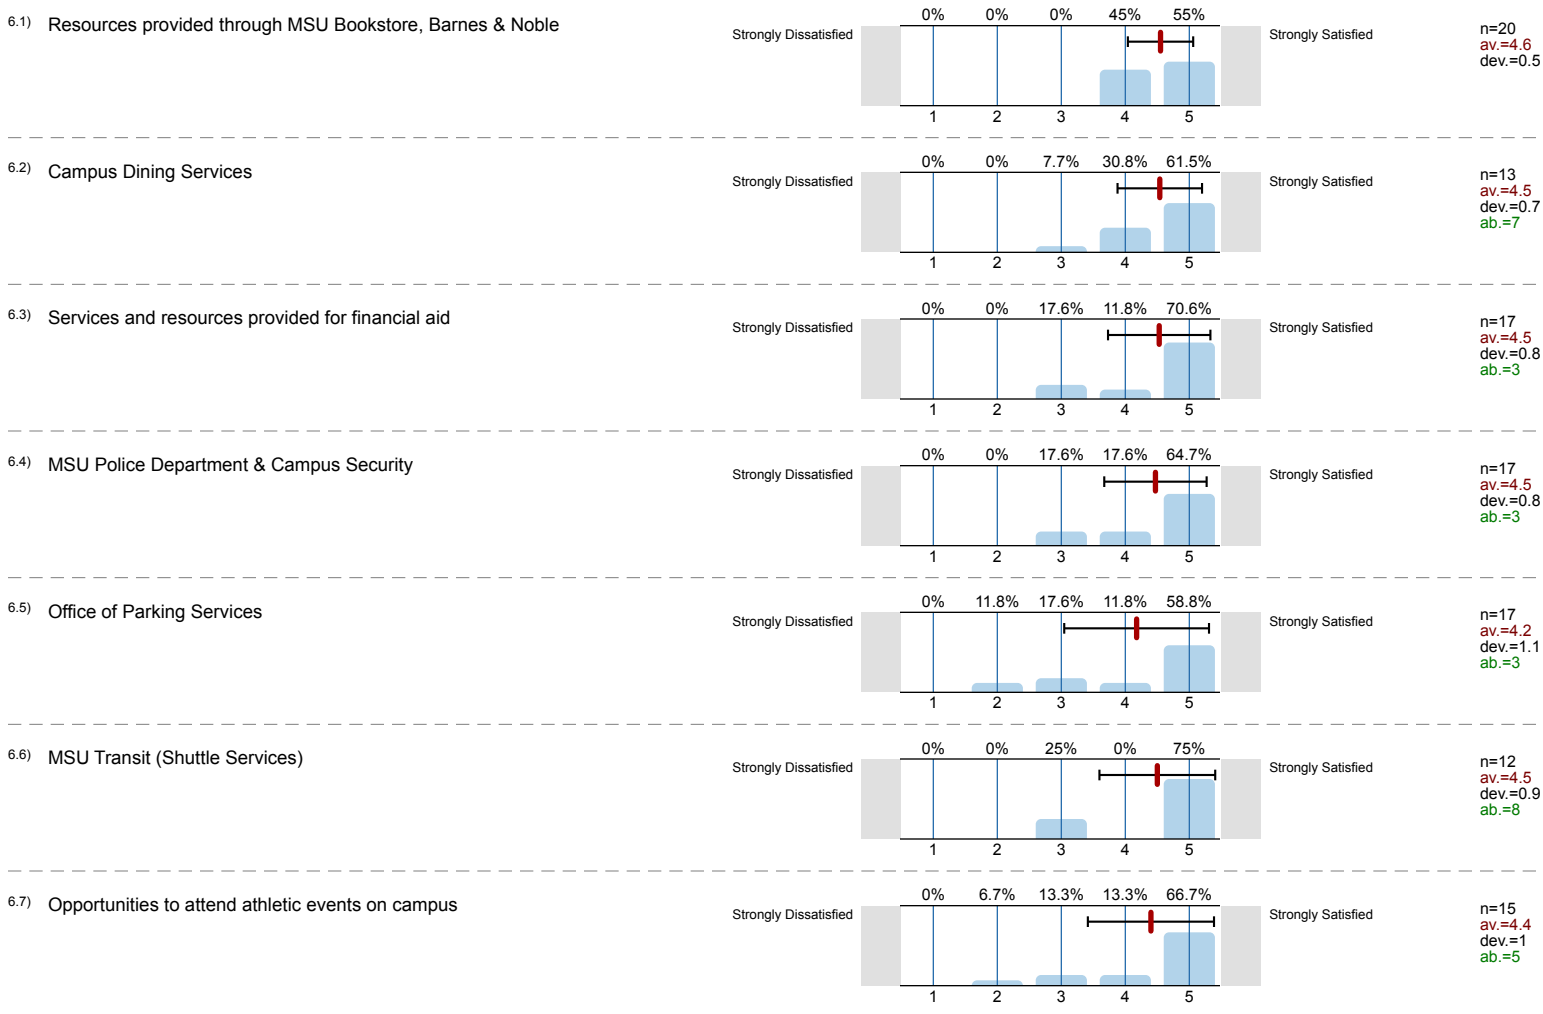 6.1) Resources provided through MSU Bookstore, Barnes & Noble
0% 0% 0% 45% 55%
Strongly Dissatisfied Strongly Satisfied
n=20
av.=4.6
dev.=0.5
1 2 3 4 5
6.2) Campus Dining Services
0% 0% 7.7% 30.8% 61.5%
Strongly Dissatisfied Strongly Satisfied
n=13
av.=4.5
dev.=0.7
ab.=7
1 2 3 4 5
6.3) Services and resources provided for financial aid
0% 0% 17.6% 11.8% 70.6%
Strongly Dissatisfied Strongly Satisfied
n=17
av.=4.5
dev.=0.8
ab.=3
1 2 3 4 5
6.4) MSU Police Department & Campus Security
0% 0% 17.6% 17.6% 64.7%
Strongly Dissatisfied Strongly Satisfied
n=17
av.=4.5
dev.=0.8
ab.=3
1 2 3 4 5
6.5) Office of Parking Services
0% 11.8% 17.6% 11.8% 58.8%
Strongly Dissatisfied Strongly Satisfied
n=17
av.=4.2
dev.=1.1
ab.=3
1 2 3 4 5
6.6) MSU Transit (Shuttle Services)
0% 0% 25% 0% 75%
Strongly Dissatisfied Strongly Satisfied
n=12
av.=4.5
dev.=0.9
ab.=8
1 2 3 4 5
6.7) Opportunities to attend athletic events on campus
0% 6.7% 13.3% 13.3% 66.7%
Strongly Dissatisfied Strongly Satisfied
n=15
av.=4.4
dev.=1
ab.=5
1 2 3 4 5